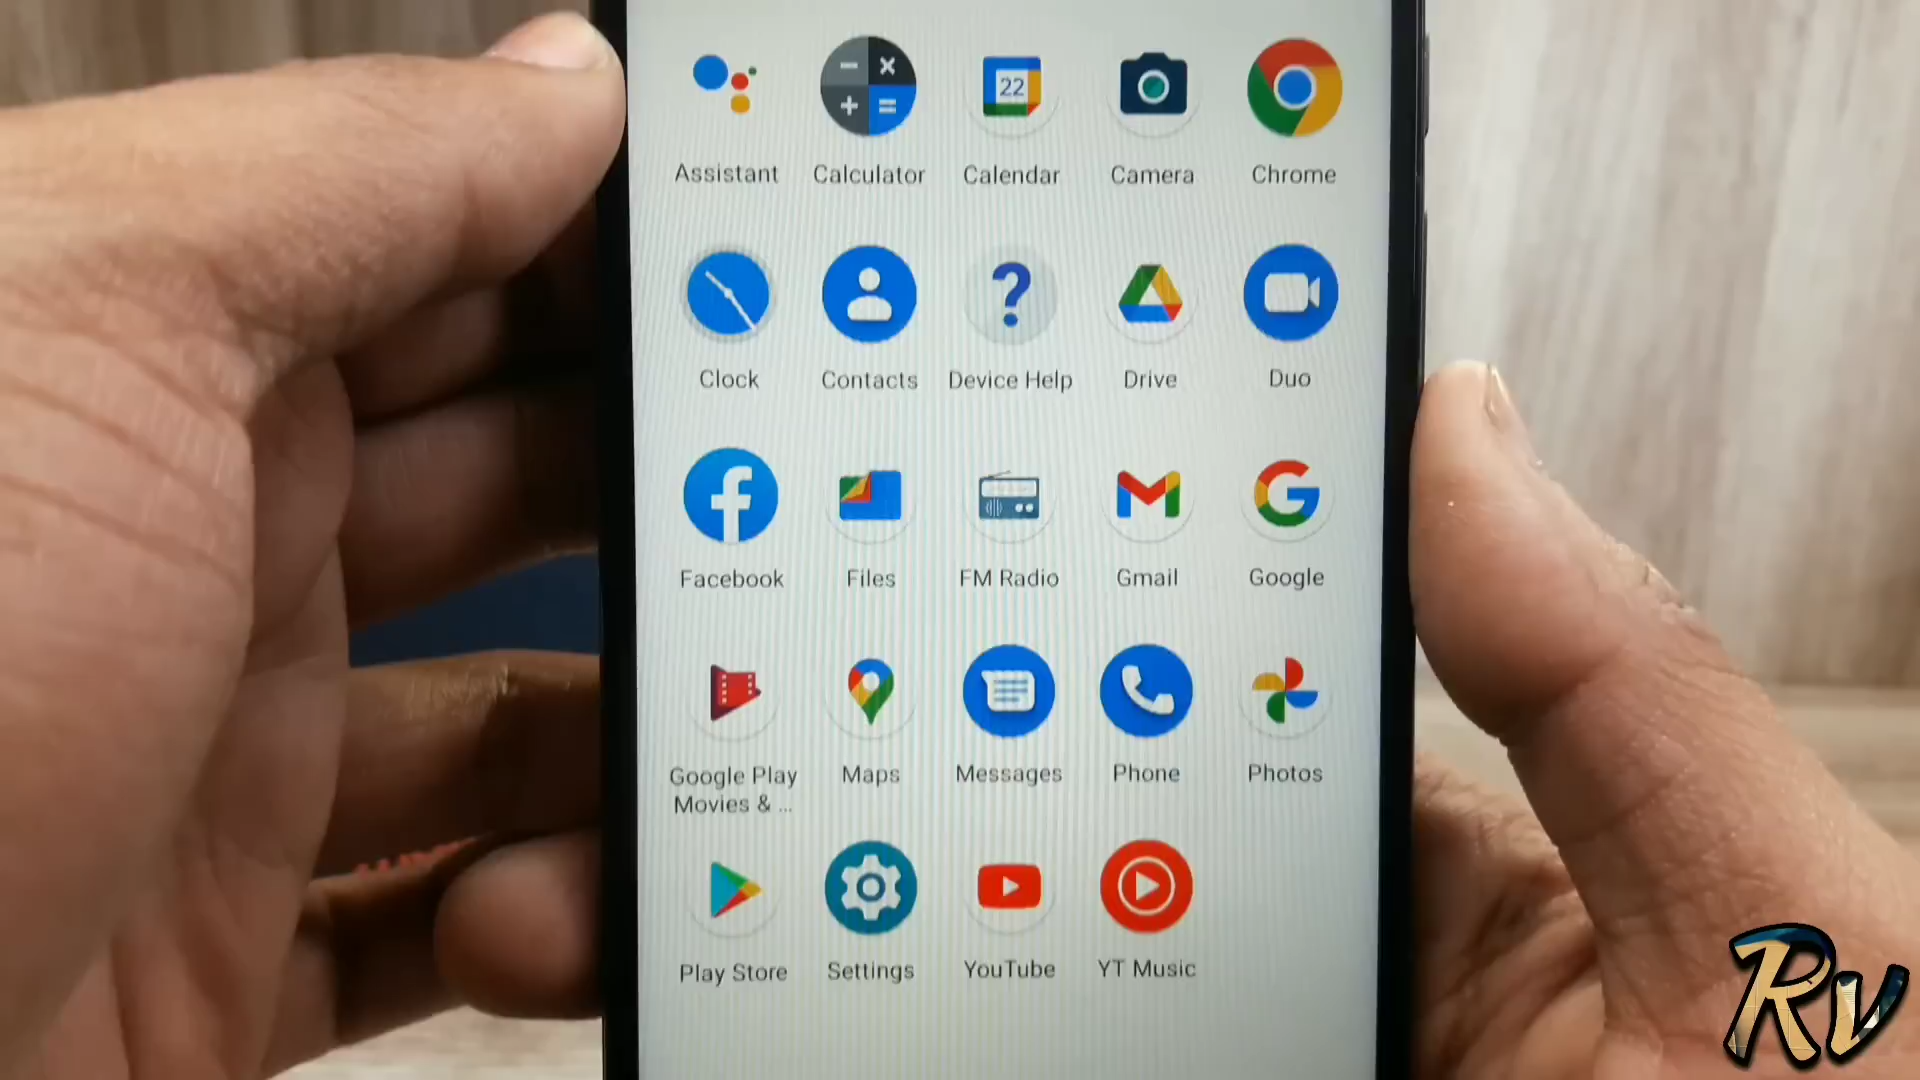 22
Assistant
Calculator
Calendar
Camera
Chrome
Clock
Contacts
Device Help
Drive
Duo
Facebook
Files
FM Radio
Gmail
Google
Google Play
Movies & ...
Maps
Messages
Phone
Photos
Play Store
Settings
YouTube
YT Music
Rv